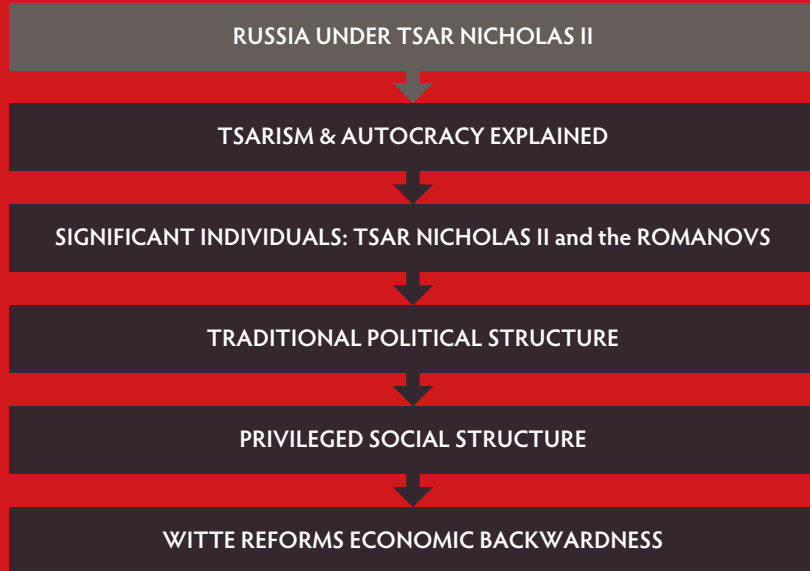 RUSSIA UNDER TSAR NICHOLAS II
TSARISM & AUTOCRACY EXPLAINED
SIGNIFICANT INDIVIDUALS: TSAR NICHOLAS II and the ROMANOVS
TRADITIONAL POLITICAL STRUCTURE
PRIVILEGED SOCIAL STRUCTURE
WITTE REFORMS ECONOMIC BACKWARDNESS